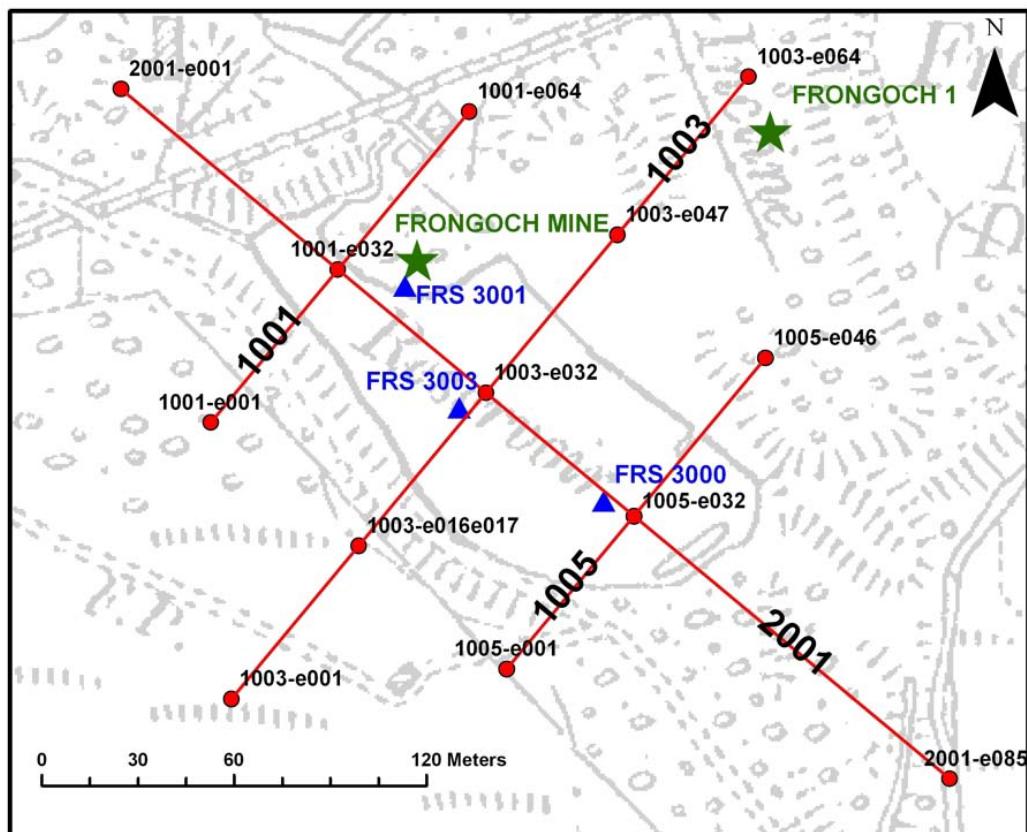 N
1003-e064
2001-e001
FRONGOCH 1
1001-e064
1003
FRONGOCH MINE
1003-e047
1001-e032
FRS 3001
1001
1005-e046
FRS 3003
1003-e032
1001-e001
FRS 3000
1005-e032
1003-e016e017
1005
2001
1005-e001
1003-e001
2001-e085
0 30 60 120 Meters